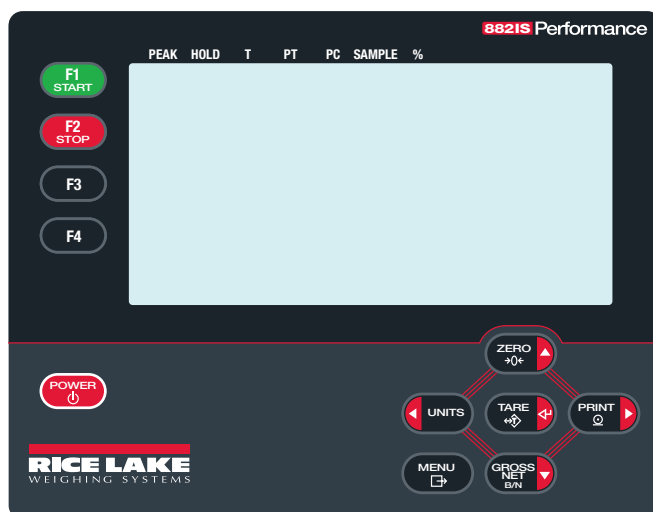 882IS Performance
PEAK HOLD T PT PC SAMPLE %
F1
START
F2
STOP
F3
F4
POWER
ZERO
→0←
UNITS
TARE
T
PRINT
MENU
GROSS
NET
B/N
RICE LAKE
WEIGHING SYSTEMS